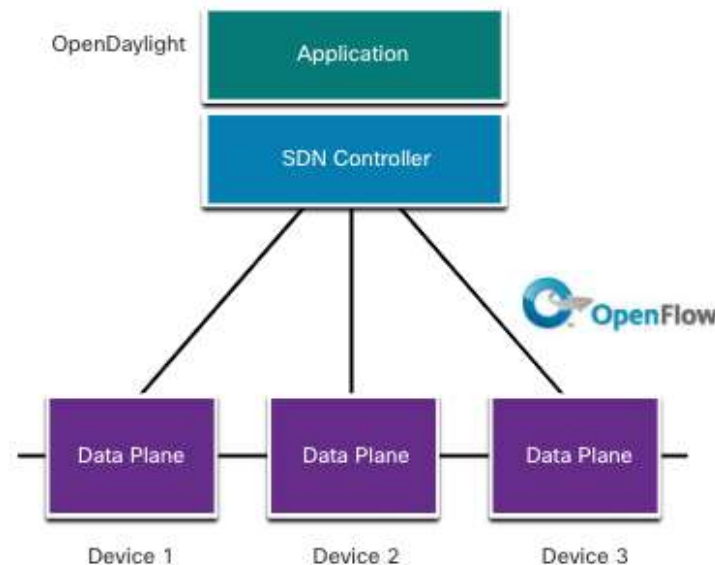 OpenDaylight
Application
SDN Controller
OpenFlow
Data Plane
Data Plane
Data Plane
Device 1
Device 2
Device 3